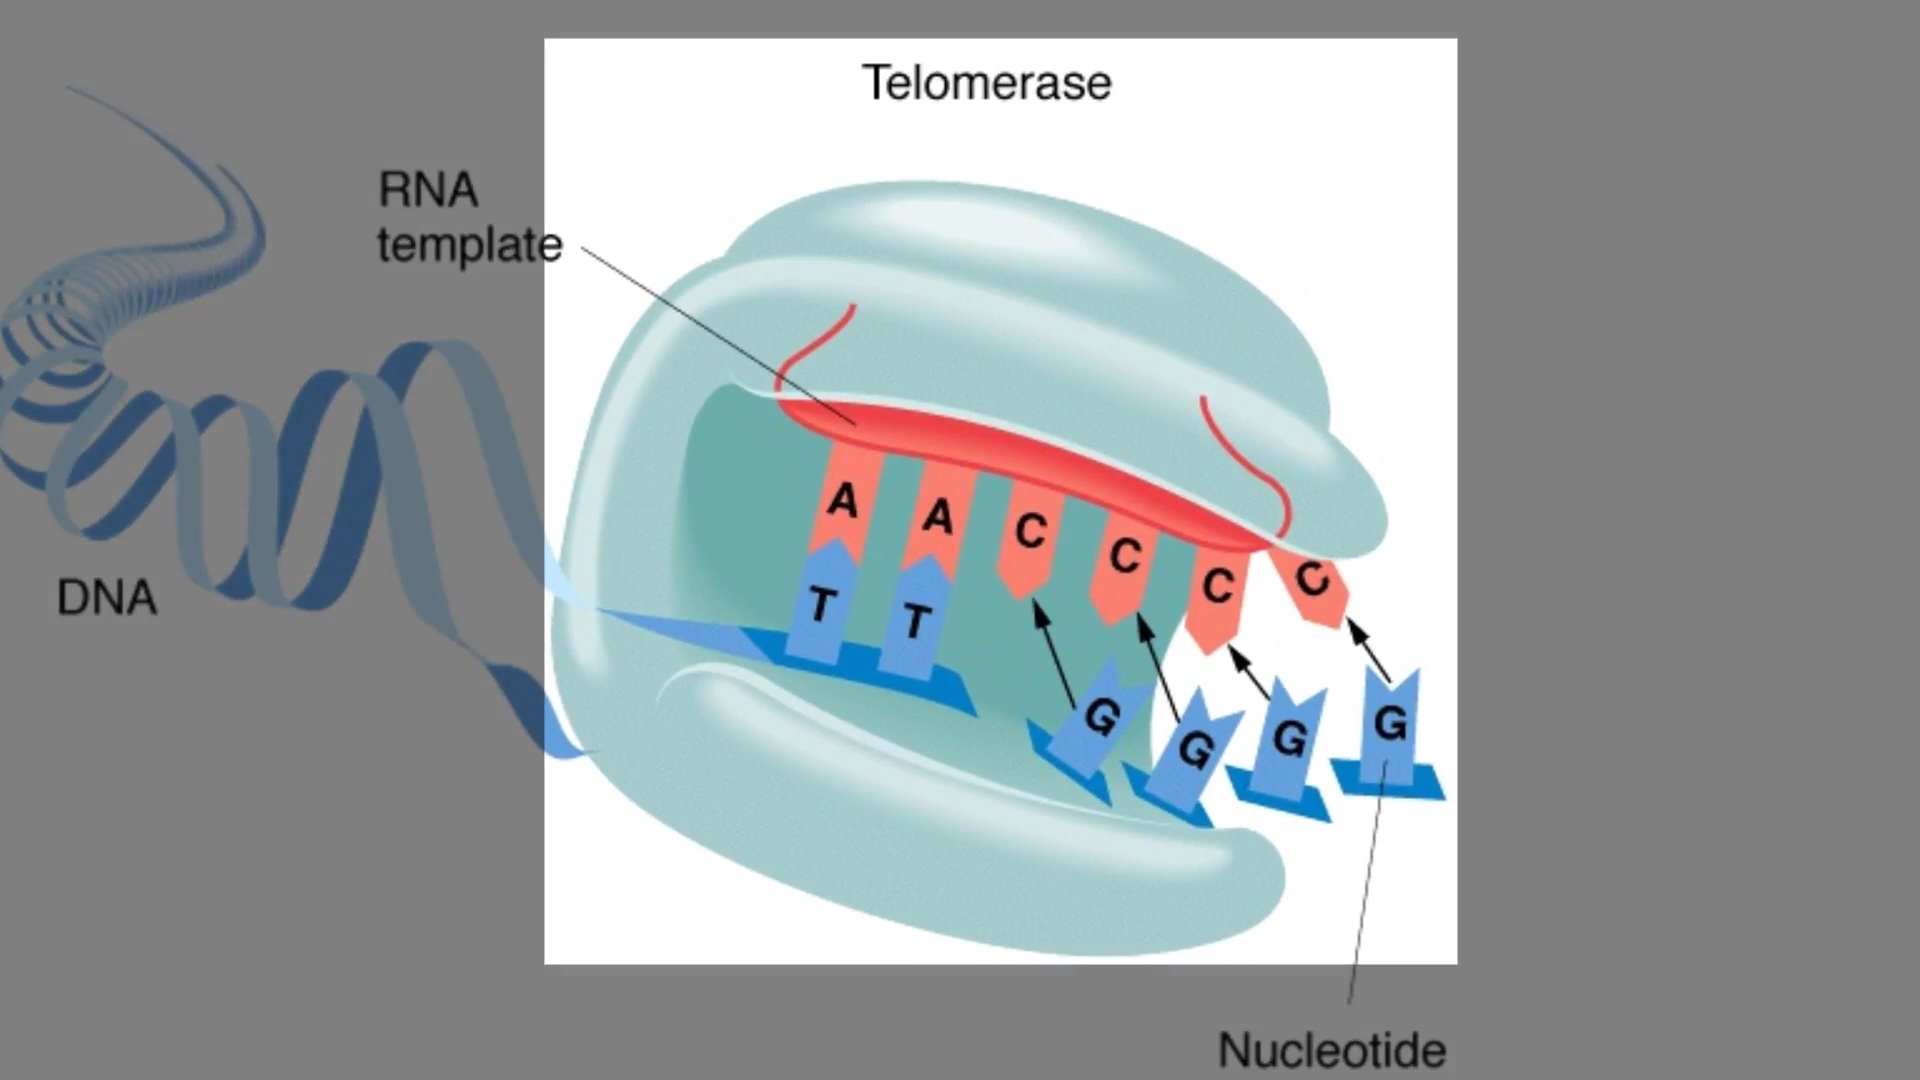 Telomerase
RNA
template
A A C C C C
T T
G G G G
DNA
Nucleotide